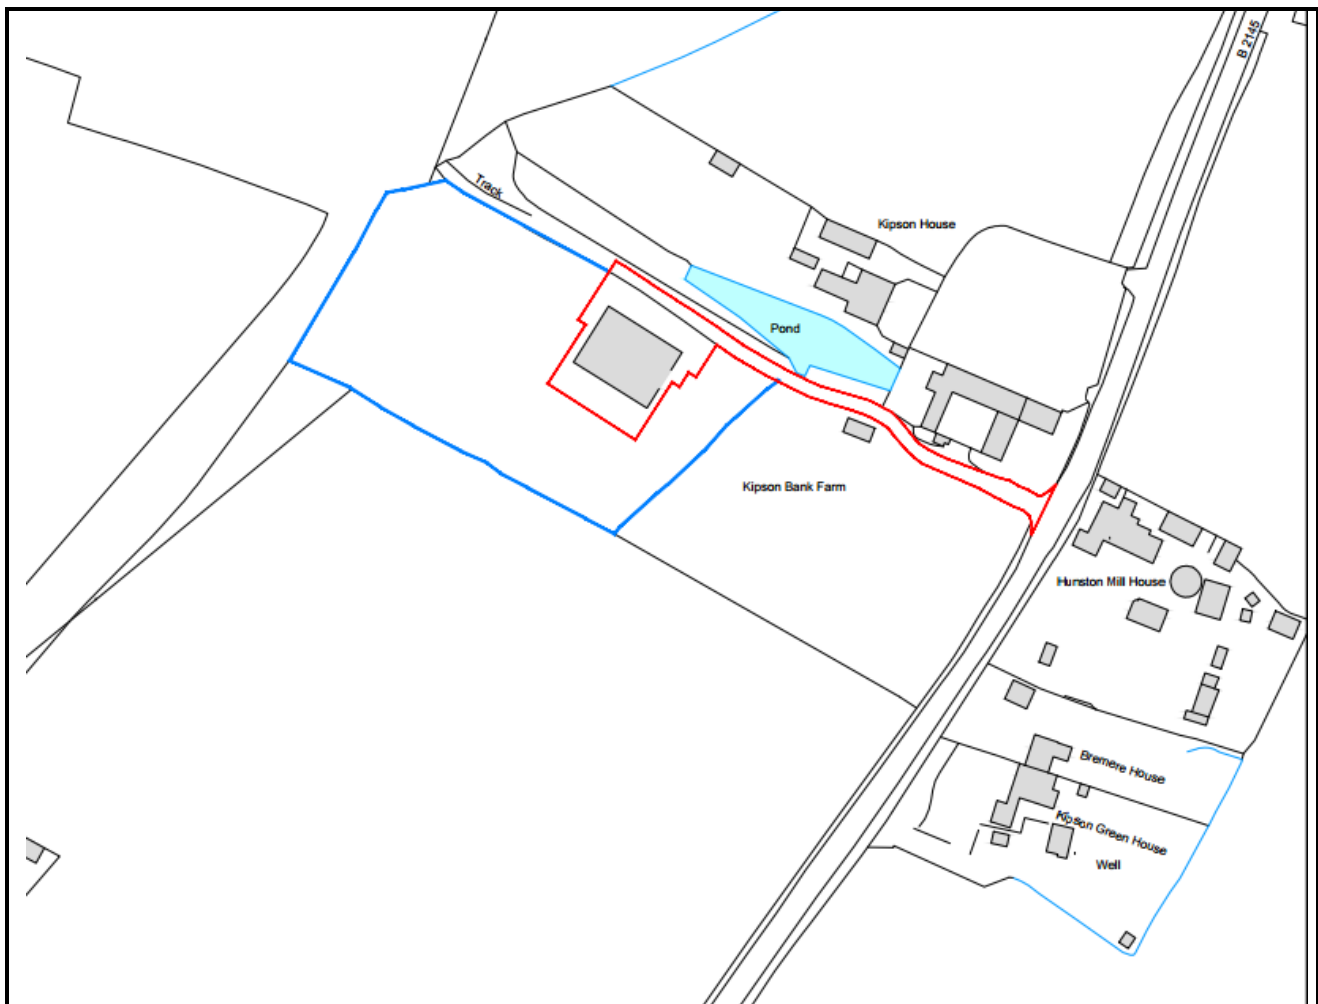 B 2145
Track
Kipson House
Pond
Kipson Bank Farm
Hunston Mill House
Bremere House
Kipson Green House
Well